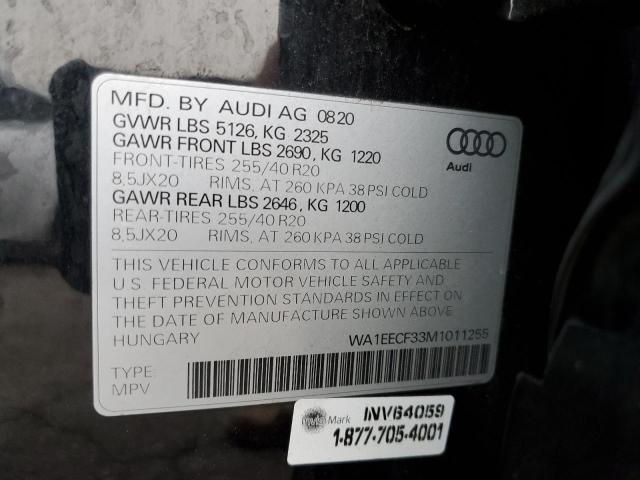 MFD. BY AUDI AG 08 20
GVWR LBS 5126, KG 2325
GAWR FRONT LBS 2690, KG 1220
FRONT-TIRES 255/40 R20
8,5JX20 RIMS, AT 260 KPA 38 PSI COLD
GAWR REAR LBS 2646, KG 1200
REAR-TIRES 255/40 R20
8,5JX20 RIMS, AT 260 KPA 38 PSI COLD
Audi
THIS VEHICLE CONFORMS TO ALL APPLICABLE
U.S. FEDERAL MOTOR VEHICLE SAFETY AND
THEFT PREVENTION STANDARDS IN EFFECT ON
THE DATE OF MANUFACTURE SHOWN ABOVE
HUNGARY WA1EECF33M1011255
TYPE:
MPV
Mark INV64059
1-877-705-4001